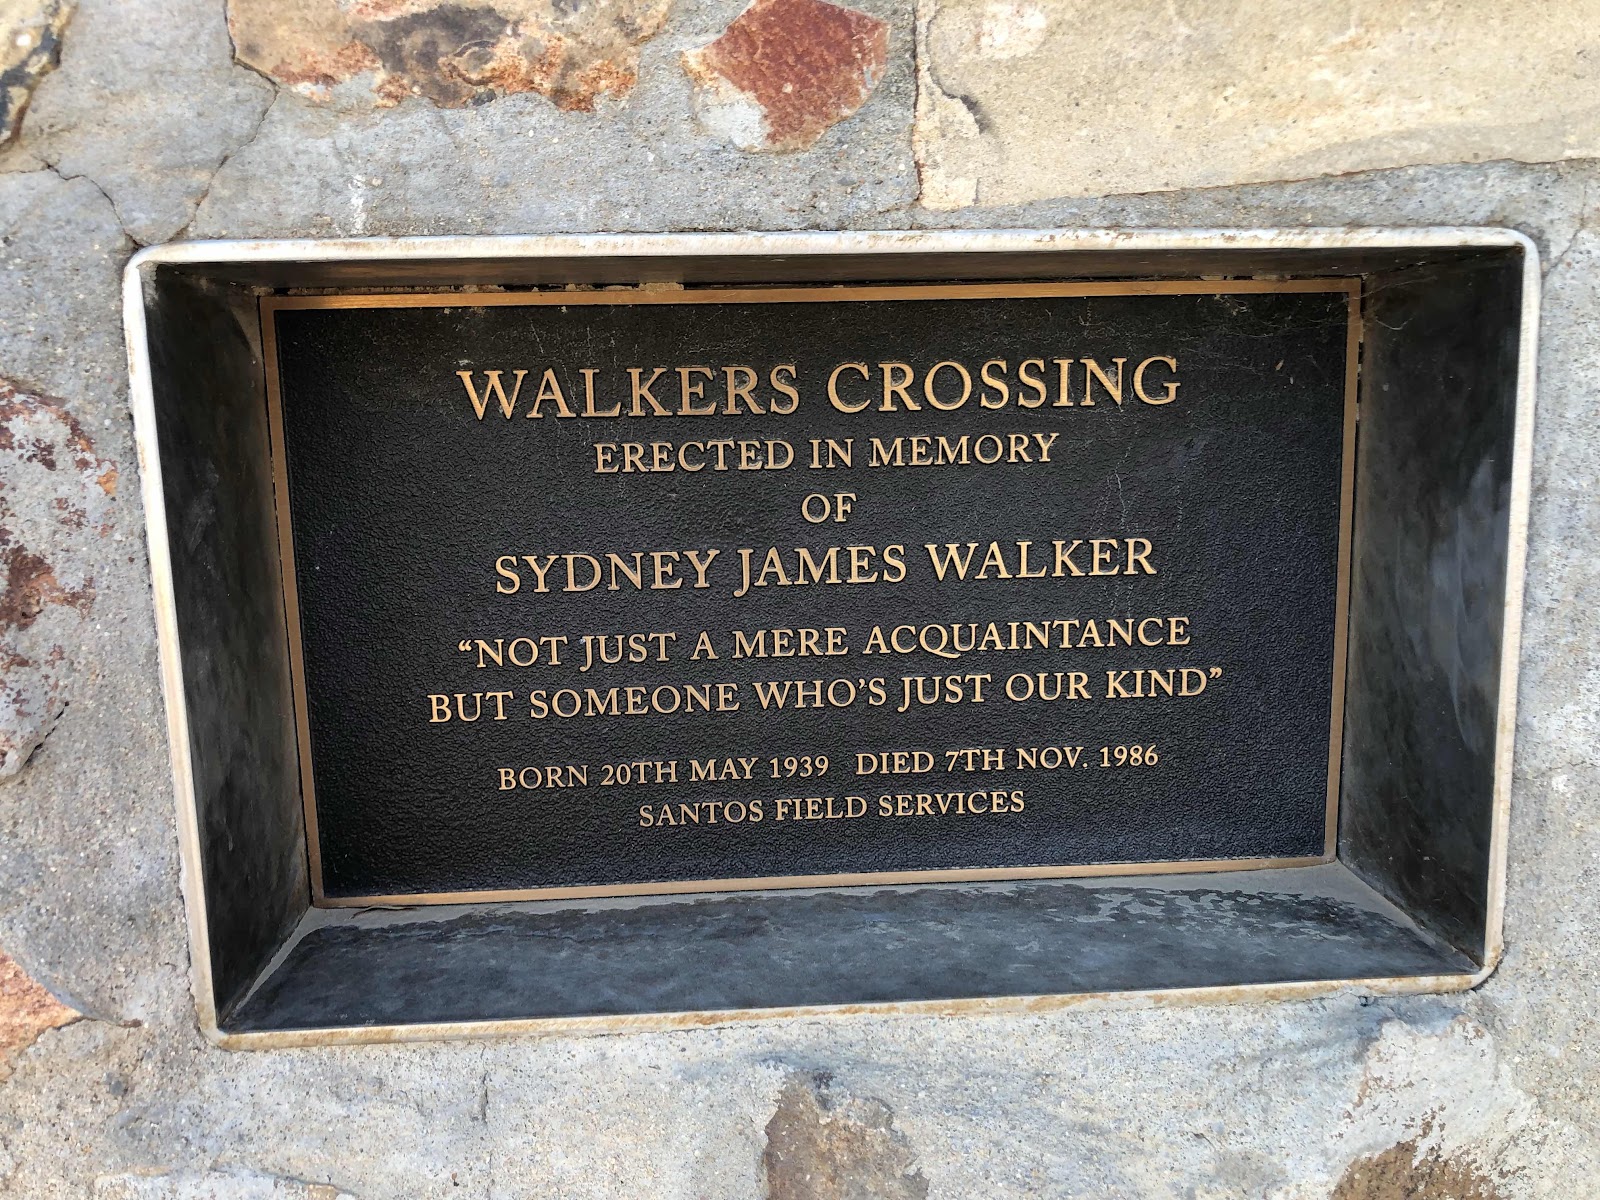 WALKERS CROSSING
ERECTED IN MEMORY
OF
SYDNEY JAMES WALKER
“NOT JUST A MERE ACQUAINTANCE
BUT SOMEONE WHO’S JUST OUR KIND”
BORN 20TH MAY 1939 DIED 7TH NOV. 1986
SANTOS FIELD SERVICES